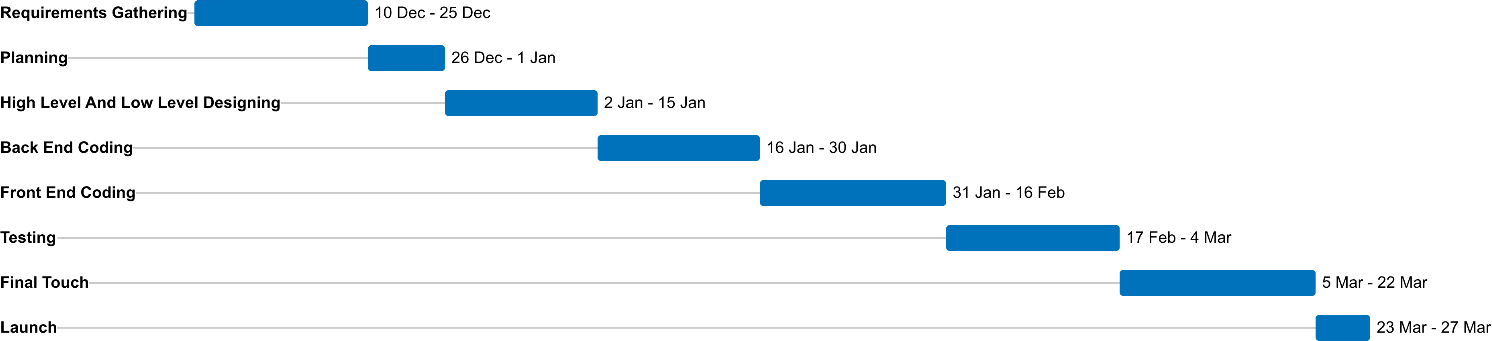 Requirements Gathering 10 Dec - 25 Dec
Planning 26 Dec - 1 Jan
High Level And Low Level Designing 2 Jan - 15 Jan
Back End Coding 16 Jan - 30 Jan
Front End Coding 31 Jan - 16 Feb
Testing 17 Feb - 4 Mar
Final Touch 5 Mar - 22 Mar
Launch 23 Mar - 27 Mar